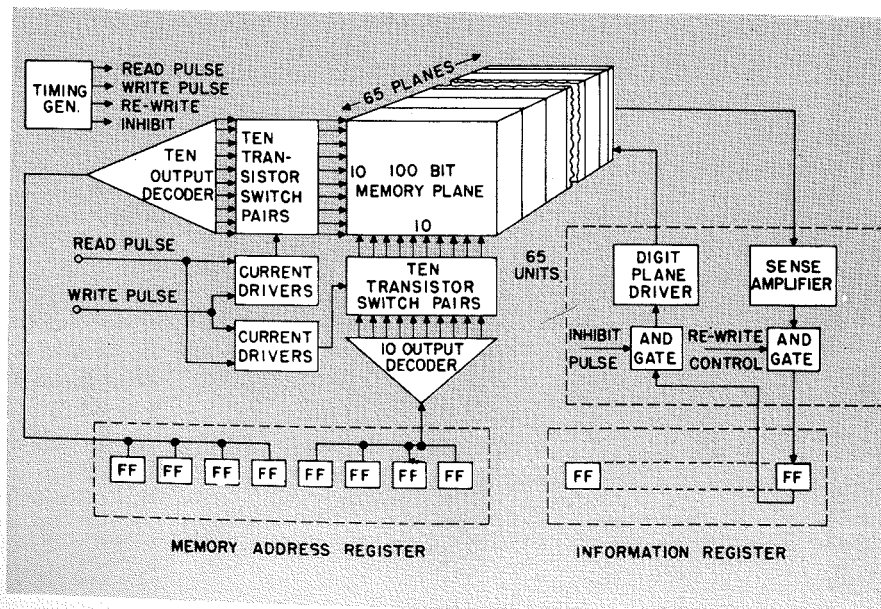 TIMING
GEN.
READ PULSE
WRITE PULSE
RE-WRITE
INHIBIT
65 PLANES
TEN
OUTPUT
DECODER
TEN
TRAN-
SISTOR
SWITCH
PAIRS
10 100 BIT
MEMORY PLANE
10
READ PULSE
WRITE PULSE
CURRENT
DRIVERS
CURRENT
DRIVERS
TEN
TRANSISTOR
SWITCH PAIRS
10 OUTPUT
DECODER
65
UNITS
DIGIT
PLANE
DRIVER
SENSE
AMPLIFIER
INHIBIT
PULSE
AND
GATE
RE-WRITE
CONTROL
AND
GATE
FF FF FF FF FF FF FF FF
MEMORY ADDRESS REGISTER
FF FF
INFORMATION REGISTER